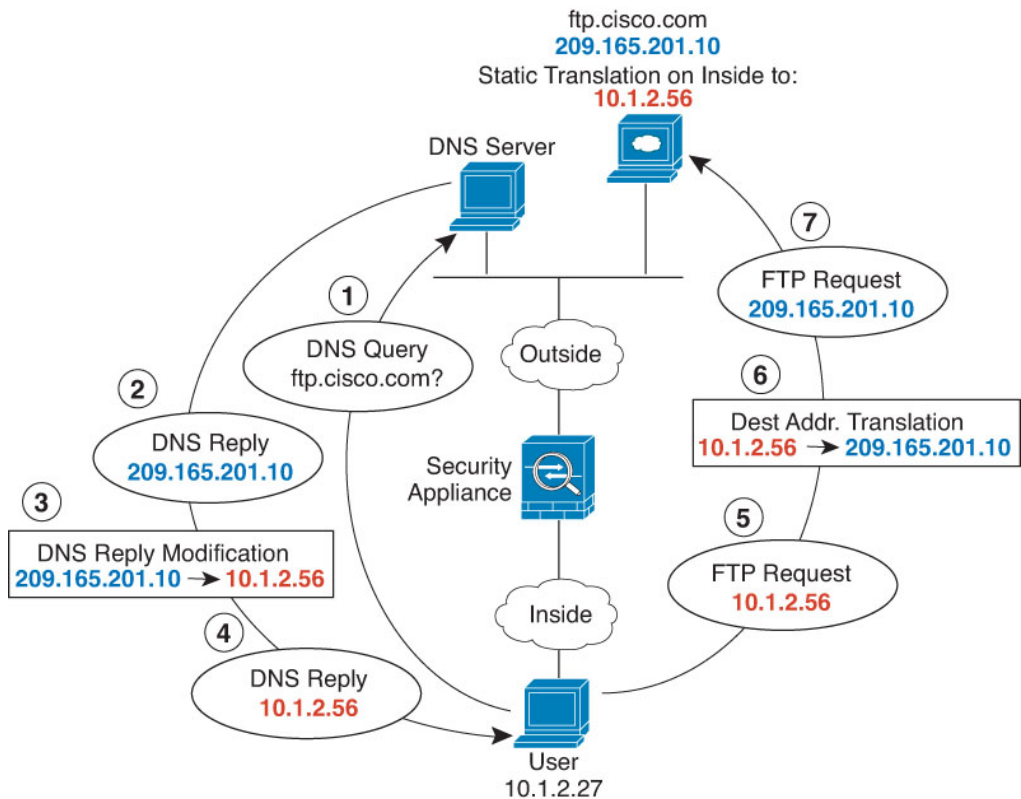 ftp.cisco.com
209.165.201.10
Static Translation on Inside to:
10.1.2.56
DNS Server
7
FTP Request
209.165.201.10
1
DNS Query
ftp.cisco.com?
Outside
2
DNS Reply
209.165.201.10
6
Dest Addr. Translation
10.1.2.56 → 209.165.201.10
Security
Appliance
3
DNS Reply Modification
209.165.201.10 → 10.1.2.56
5
FTP Request
10.1.2.56
Inside
4
DNS Reply
10.1.2.56
User
10.1.2.27